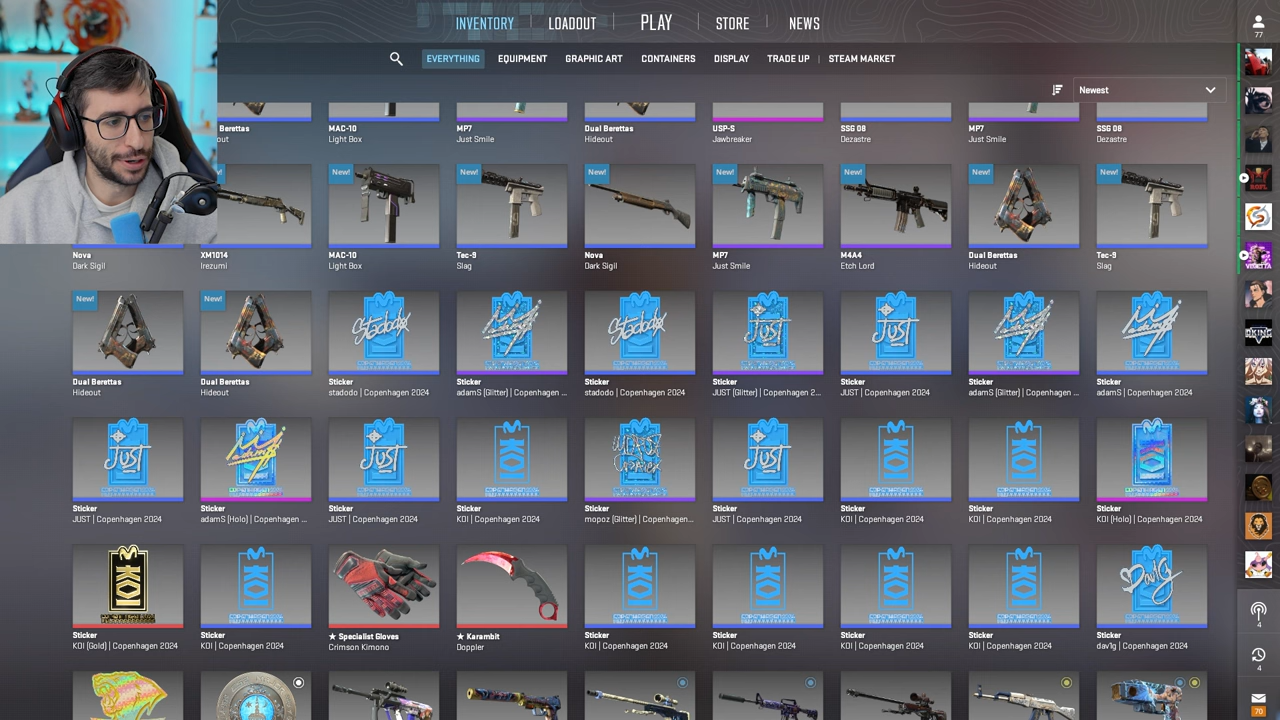 INVENTORY
LOADOUT
PLAY
STORE
NEWS
77
EVERYTHING
EQUIPMENT
GRAPHIC ART
CONTAINERS
DISPLAY
TRADE UP
STEAM MARKET
Newest
Berettas
MAC-10
Light Box
MP7
Just Smile
Dual Berettas
Hideout
USP-S
Jawbreaker
SSG 08
Dezastre
MP7
Just Smile
SSG 08
Dezastre
New!
New!
New!
New!
New!
New!
New!
Nova
Dark Sigil
XM1014
Irezumi
MAC-10
Light Box
Tec-9
Slag
Nova
Dark Sigil
MP7
Just Smile
M4A4
Etch Lord
Dual Berettas
Hideout
Tec-9
Slag
New!
New!
Dual Berettas
Hideout
Dual Berettas
Hideout
Sticker
stadodo | Copenhagen 2024
Sticker
adamS (Glitter) | Copenhagen ...
Sticker
stadodo | Copenhagen 2024
Sticker
JUST (Glitter) | Copenhagen 2...
Sticker
JUST | Copenhagen 2024
Sticker
adamS (Glitter) | Copenhagen ...
Sticker
adamS | Copenhagen 2024
Sticker
JUST | Copenhagen 2024
Sticker
adamS (Holo) | Copenhagen ...
Sticker
JUST | Copenhagen 2024
Sticker
KOI | Copenhagen 2024
Sticker
mopoz (Glitter) | Copenhagen...
Sticker
JUST | Copenhagen 2024
Sticker
KOI | Copenhagen 2024
Sticker
KOI | Copenhagen 2024
Sticker
KOI (Holo) | Copenhagen 2024
Sticker
KOI (Gold) | Copenhagen 2024
Sticker
KOI | Copenhagen 2024
★ Specialist Gloves
Crimson Kimono
★ Karambit
Doppler
Sticker
KOI | Copenhagen 2024
Sticker
KOI | Copenhagen 2024
Sticker
KOI | Copenhagen 2024
Sticker
KOI | Copenhagen 2024
Sticker
dav1g | Copenhagen 2024
4
4
70